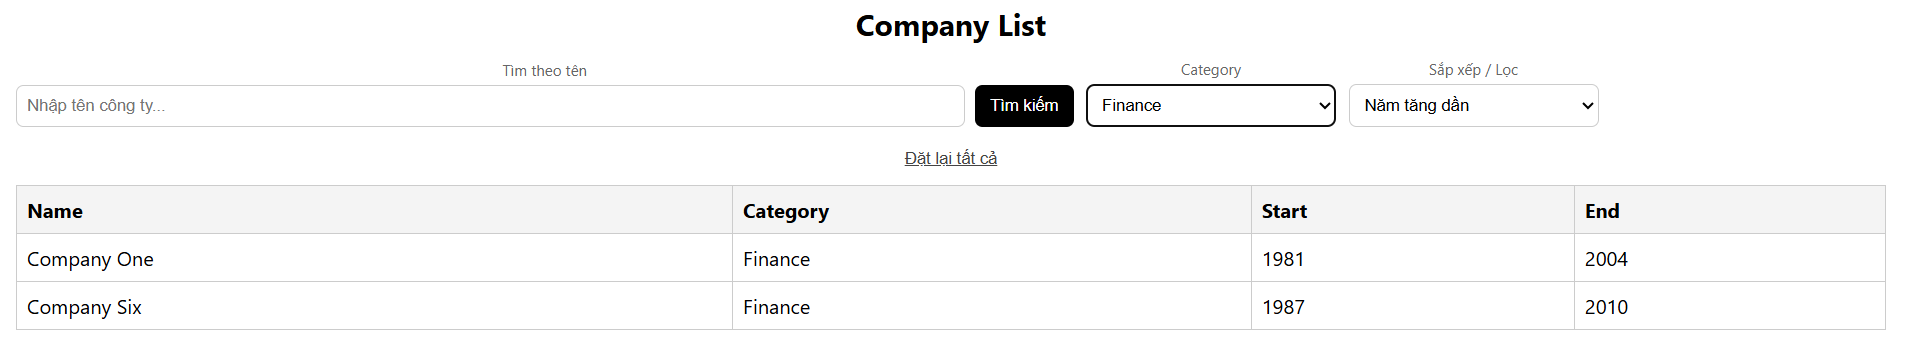 Company List
Tìm theo tên
Category
Sắp xếp / Lọc
Nhập tên công ty...
Tìm kiếm
Finance
Năm tăng dần
Đặt lại tất cả
Name Category Start End
Company One Finance 1981 2004
Company Six Finance 1987 2010